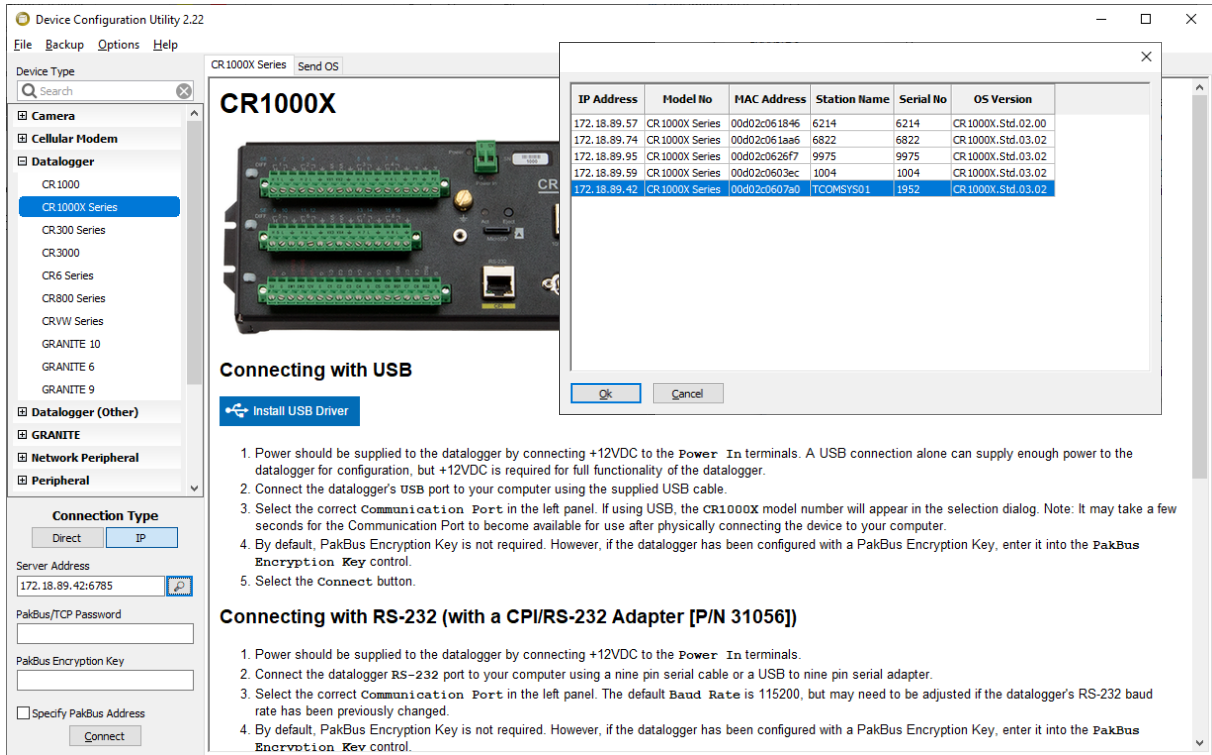 Device Configuration Utility 2.22
File Backup Options Help
Device Type
Search
Camera
Cellular Modem
Datalogger
CR1000
CR1000X Series
CR300 Series
CR3000
CR6 Series
CR800 Series
CRVW Series
GRANITE 10
GRANITE 6
GRANITE 9
Datalogger (Other)
GRANITE
Network Peripheral
Peripheral
Connection Type
Direct IP
Server Address
172.18.89.42:6785
PakBus/TCP Password
PakBus Encryption Key
Specify PakBus Address
Connect
CR1000X Series Send OS
CR1000X
CR
Connecting with USB
Install USB Driver
1. Power should be supplied to the datalogger by connecting +12VDC to the Power In terminals. A USB connection alone can supply enough power to the
datalogger for configuration, but +12VDC is required for full functionality of the datalogger.
2. Connect the datalogger's USB port to your computer using the supplied USB cable.
3. Select the correct Communication Port in the left panel. If using USB, the CR1000X model number will appear in the selection dialog. Note: It may take a few
seconds for the Communication Port to become available for use after physically connecting the device to your computer.
4. By default, PakBus Encryption Key is not required. However, if the datalogger has been configured with a PakBus Encryption Key, enter it into the PakBus
Encryption Key control.
5. Select the Connect button.
Connecting with RS-232 (with a CPI/RS-232 Adapter [P/N 31056])
1. Power should be supplied to the datalogger by connecting +12VDC to the Power In terminals.
2. Connect the datalogger RS-232 port to your computer using a nine pin serial cable or a USB to nine pin serial adapter.
3. Select the correct Communication Port in the left panel. The default Baud Rate is 115200, but may need to be adjusted if the datalogger's RS-232 baud
rate has been previously changed.
4. By default, PakBus Encryption Key is not required. However, if the datalogger has been configured with a PakBus Encryption Key, enter it into the PakBus
Encryption Key control.
IP Address Model No MAC Address Station Name Serial No OS Version
172.18.89.57 CR1000X Series 00d02c061846 6214 6214 CR1000X.Std.02.00
172.18.89.74 CR1000X Series 00d02c061aa6 6822 6822 CR1000X.Std.03.02
172.18.89.95 CR1000X Series 00d02c0626f7 9975 9975 CR1000X.Std.03.02
172.18.89.59 CR1000X Series 00d02c0603ec 1004 1004 CR1000X.Std.03.02
172.18.89.42 CR1000X Series 00d02c0607a0 TCOMSYS01 1952 CR1000X.Std.03.02
Ok Cancel